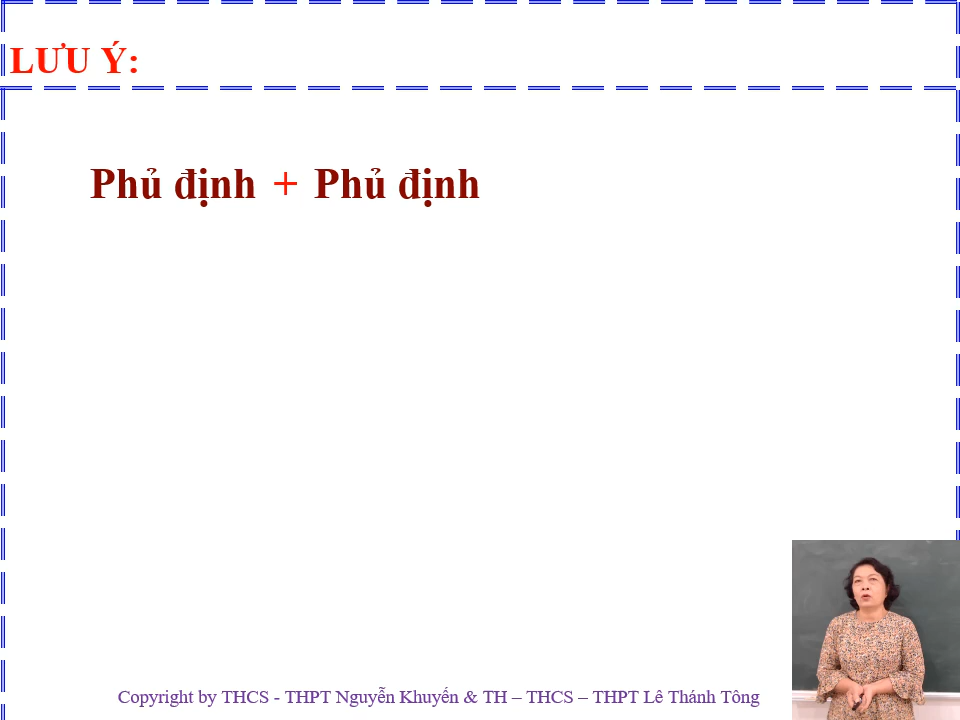 LƯU Ý:
Phủ định + Phủ định
Copyright by THCS - THPT Nguyễn Khuyến & TH – THCS – THPT Lê Thánh Tông